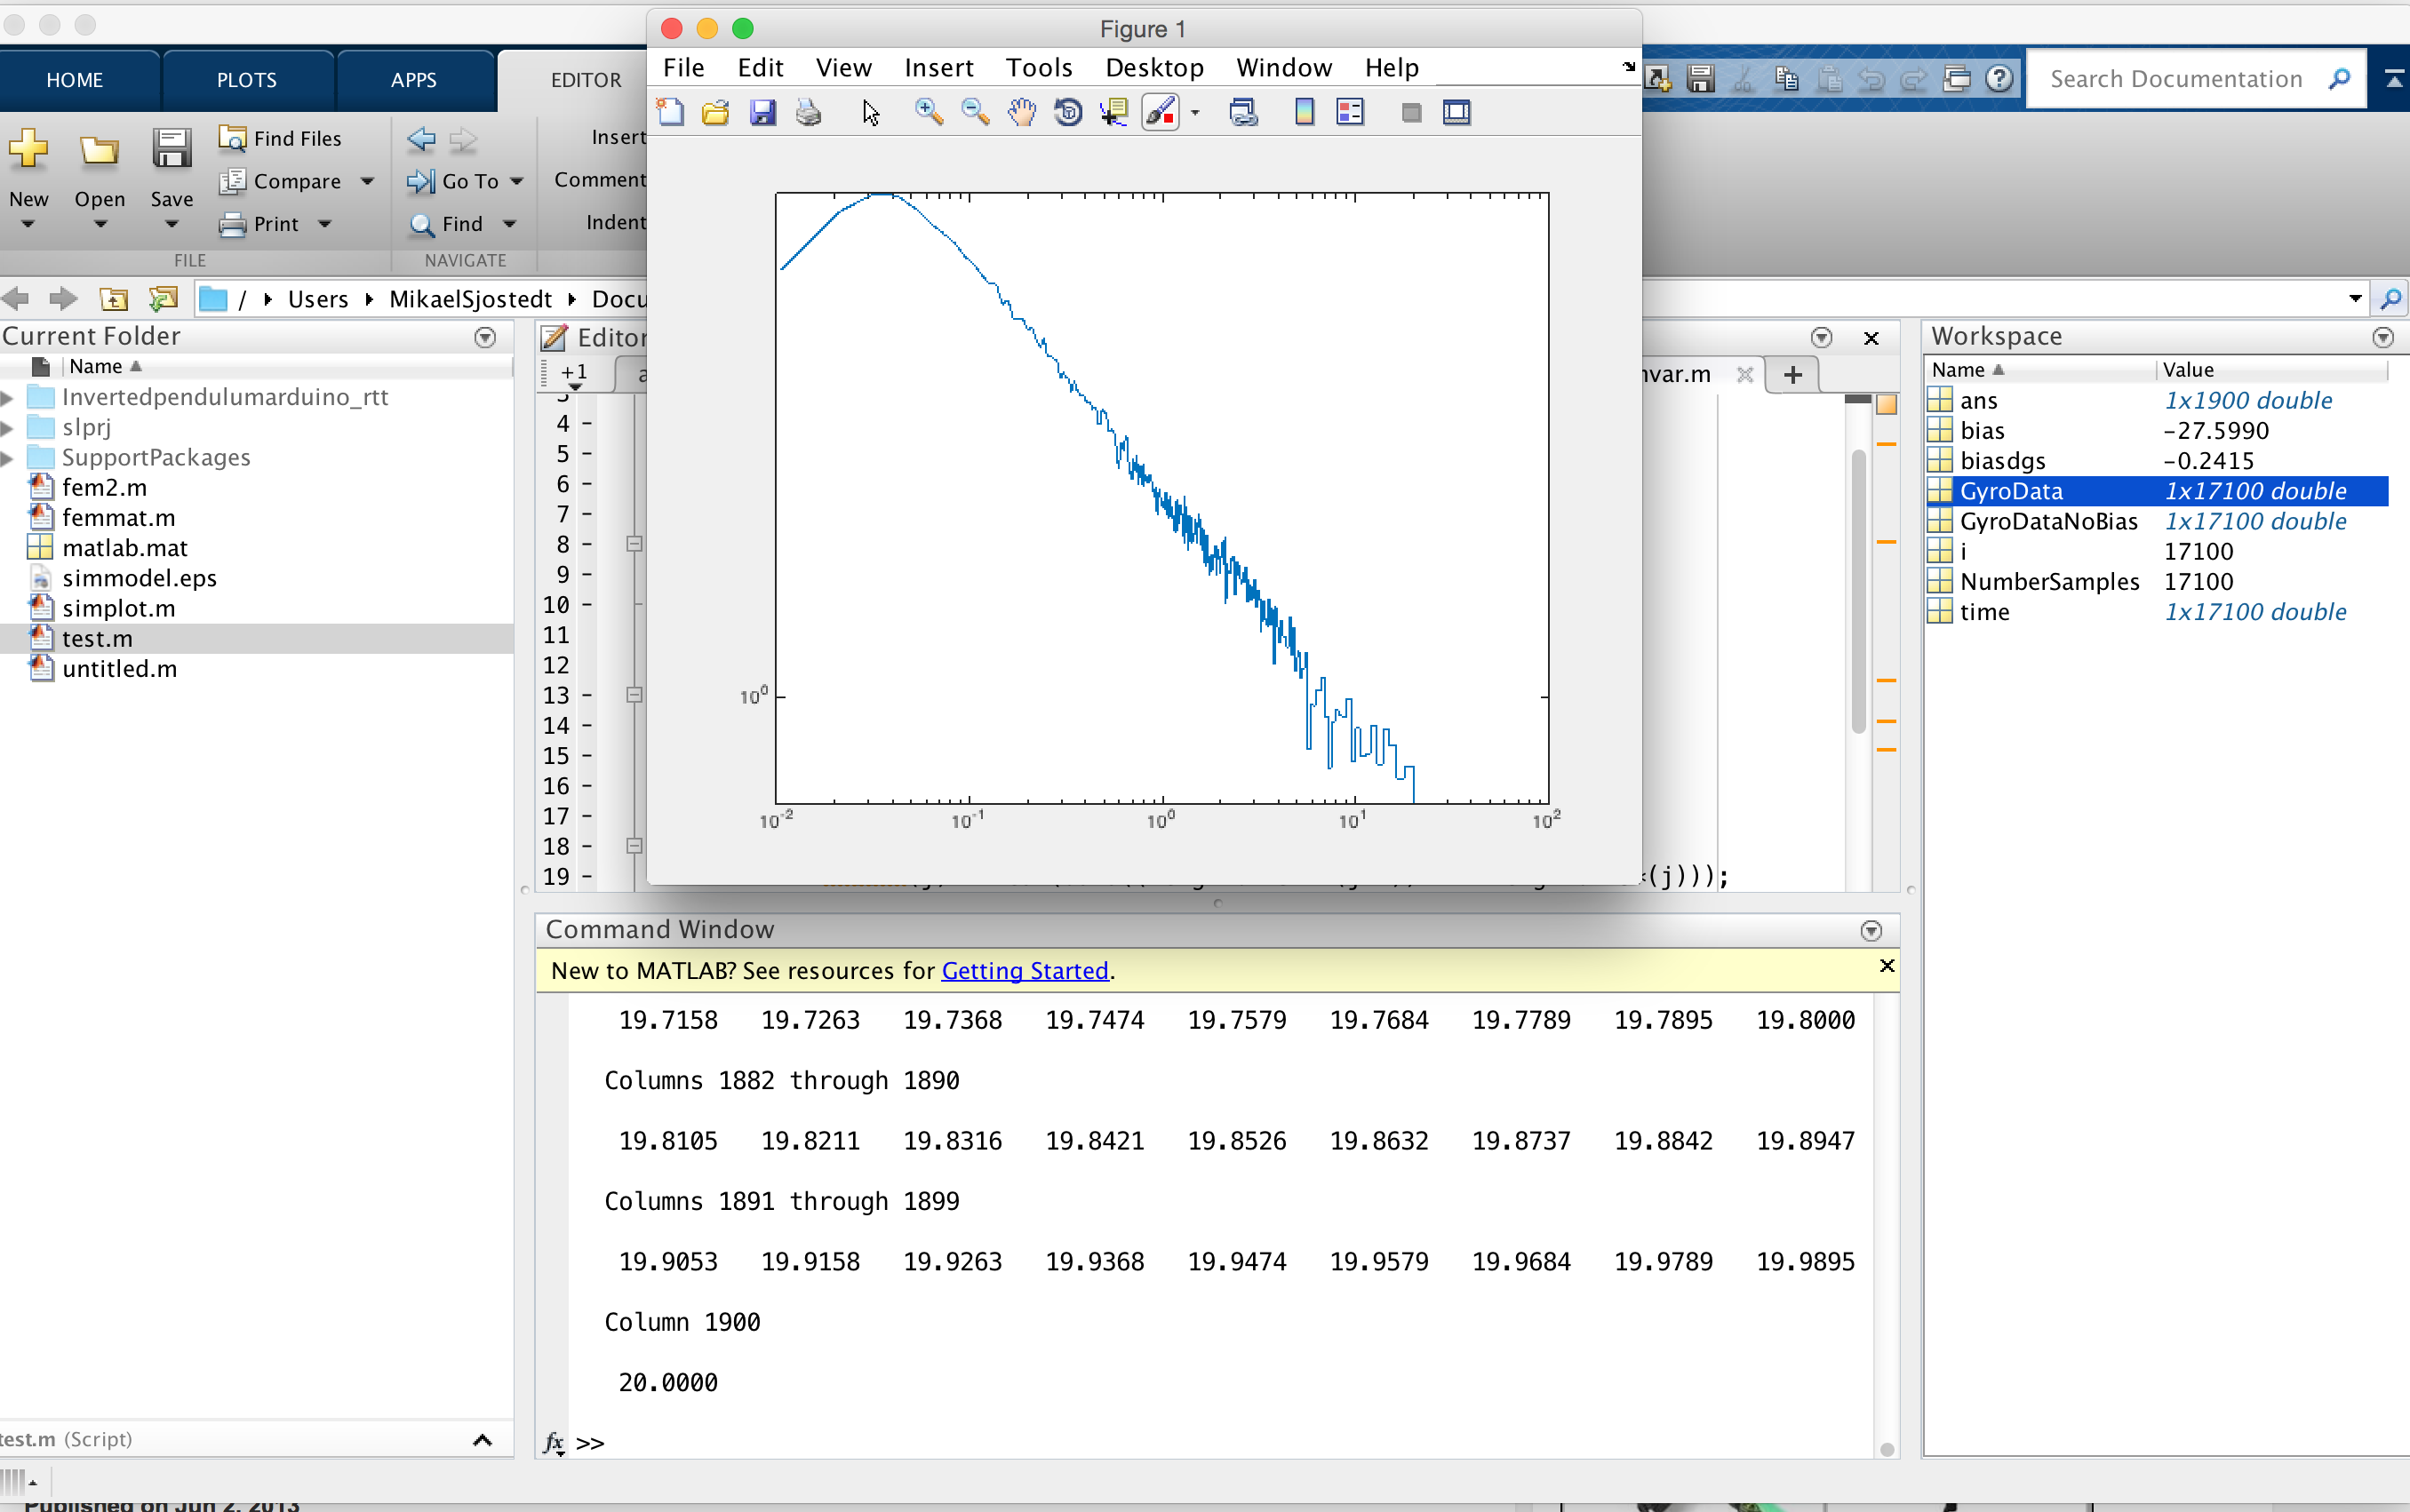 Figure 1
File Edit View Insert Tools Desktop Window Help
HOME PLOTS APPS EDITOR
Search Documentation
New Open Save
Find Files
Compare
Print
FILE
Go To
Find
NAVIGATE
Insert
Comment
Indent
/ Users MikaelSjostedt Docu
Current Folder
Name
Invertedpendulumarduino_rtt
slprj
SupportPackages
fem2.m
femmat.m
matlab.mat
simmodel.eps
simplot.m
test.m
untitled.m
test.m (Script)
Editor
+1
nvar.m
4 -
5 -
6 -
7 -
8 -
9 -
10 -
11 -
12 -
13 -
14 -
15 -
16 -
17 -
18 -
19 -
(j)));
10^0
10^-2 10^-1 10^0 10^1 10^2
Command Window
New to MATLAB? See resources for Getting Started.
19.7158 19.7263 19.7368 19.7474 19.7579 19.7684 19.7789 19.7895 19.8000
Columns 1882 through 1890
19.8105 19.8211 19.8316 19.8421 19.8526 19.8632 19.8737 19.8842 19.8947
Columns 1891 through 1899
19.9053 19.9158 19.9263 19.9368 19.9474 19.9579 19.9684 19.9789 19.9895
Column 1900
20.0000
fx >>
Workspace
Name Value
ans 1x1900 double
bias -27.5990
biasdgs -0.2415
GyroData 1x17100 double
GyroDataNoBias 1x17100 double
i 17100
NumberSamples 17100
time 1x17100 double
Published on Jun 2, 2013